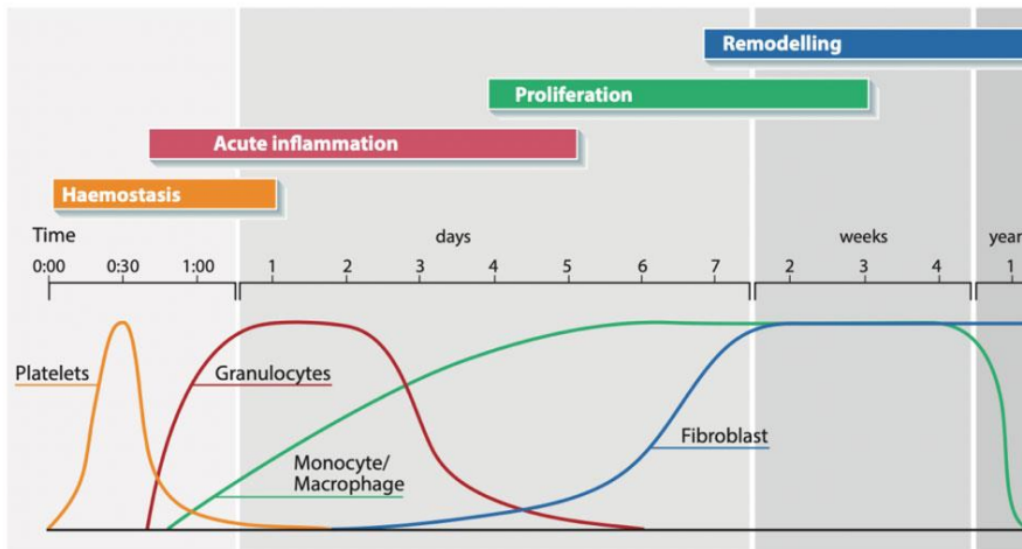 Remodelling
Proliferation
Acute inflammation
Haemostasis
Time days weeks year
0:00 0:30 1:00 1 2 3 4 5 6 7 2 3 4 1
Platelets
Granulocytes
Monocyte/
Macrophage
Fibroblast